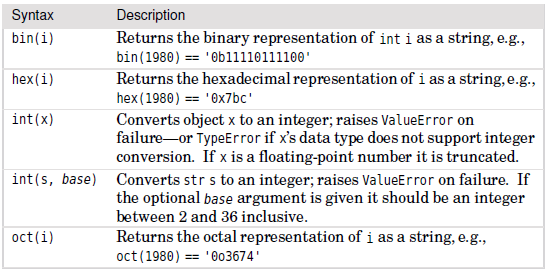 Syntax Description
bin(i) Returns the binary representation of int i as a string, e.g.,
bin(1980) == '0b11110111100'
hex(i) Returns the hexadecimal representation of i as a string, e.g.,
hex(1980) == '0x7bc'
int(x) Converts object x to an integer; raises ValueError on
failure—or TypeError if x's data type does not support integer
conversion. If x is a floating-point number it is truncated.
int(s, base) Converts str s to an integer; raises ValueError on failure. If
the optional base argument is given it should be an integer
between 2 and 36 inclusive.
oct(i) Returns the octal representation of i as a string, e.g.,
oct(1980) == '0o3674'